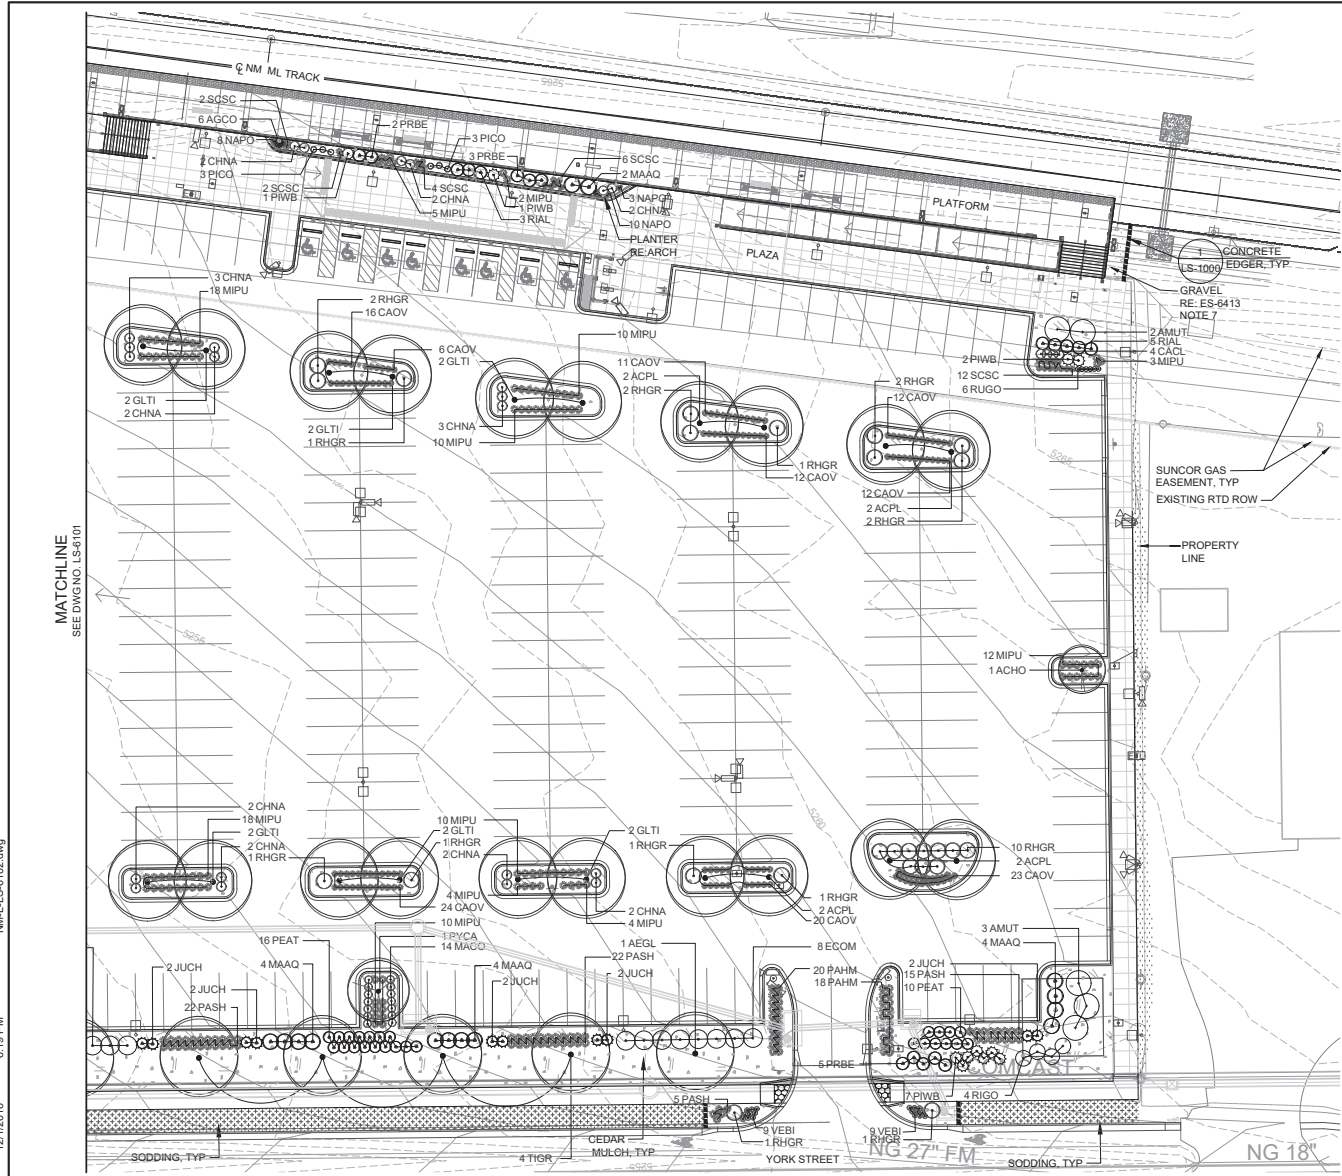 ℄ NM ML TRACK
5265
2 SCSC
6 AGCO
8 NAPO
2 CHNA
3 PICO
2 SCSC
1 PIWB
2 PRBE
3 PICO
3 PRBE
6 SCSC
2 MAAQ
4 SCSC
2 CHNA
5 MIPU
2 MIPU
1 PIWB
3 RIAL
3 NAPO
2 CHNA
10 NAPO
PLANTER
RE: ARCH
PLATFORM
PLAZA
1
LS-1000
CONCRETE
EDGER, TYP
GRAVEL
RE: ES-6413
NOTE 7
3 CHNA
18 MIPU
2 RHGR
16 CAOV
10 MIPU
2 AMUT
5 RIAL
4 CACL
3 MIPU
2 PIWB
12 SCSC
6 RUGO
6 CAOV
2 GLTI
11 CAOV
2 ACPL
2 RHGR
2 RHGR
12 CAOV
2 GLTI
2 CHNA
2 GLTI
1 RHGR
3 CHNA
10 MIPU
1 RHGR
12 CAOV
12 CAOV
2 ACPL
2 RHGR
5265
SUNCOR GAS
EASEMENT, TYP
EXISTING RTD ROW
PROPERTY
LINE
MATCHLINE
SEE DWG NO. LS-6101
5255
12 MIPU
1 ACHO
5260
2 CHNA
18 MIPU
2 GLTI
2 CHNA
1 RHGR
10 MIPU
2 GLTI
1 RHGR
2 CHNA
2 GLTI
1 RHGR
10 RHGR
2 ACPL
23 CAOV
4 MIPU
24 CAOV
10 MIPU
1 PYCA
14 MACO
2 CHNA
4 MIPU
1 RHGR
2 ACPL
20 CAOV
16 PEAT
4 MAAQ
2 JUCH
2 JUCH
22 PASH
4 MAAQ
2 JUCH
1 AEGL
22 PASH
2 JUCH
8 ECOM
20 PAHM
18 PAHM
3 AMUT
4 MAAQ
2 JUCH
15 PASH
10 PEAT
5 PRBE
COMCAST
7 PIWB
4 RIGO
5 PASH
9 VEBI
1 RHGR
9 VEBI
1 RHGR
CEDAR
MULCH, TYP
SODDING, TYP
4 TIGR
YORK STREET
NG 27" FM
SODDING, TYP
NG 18"